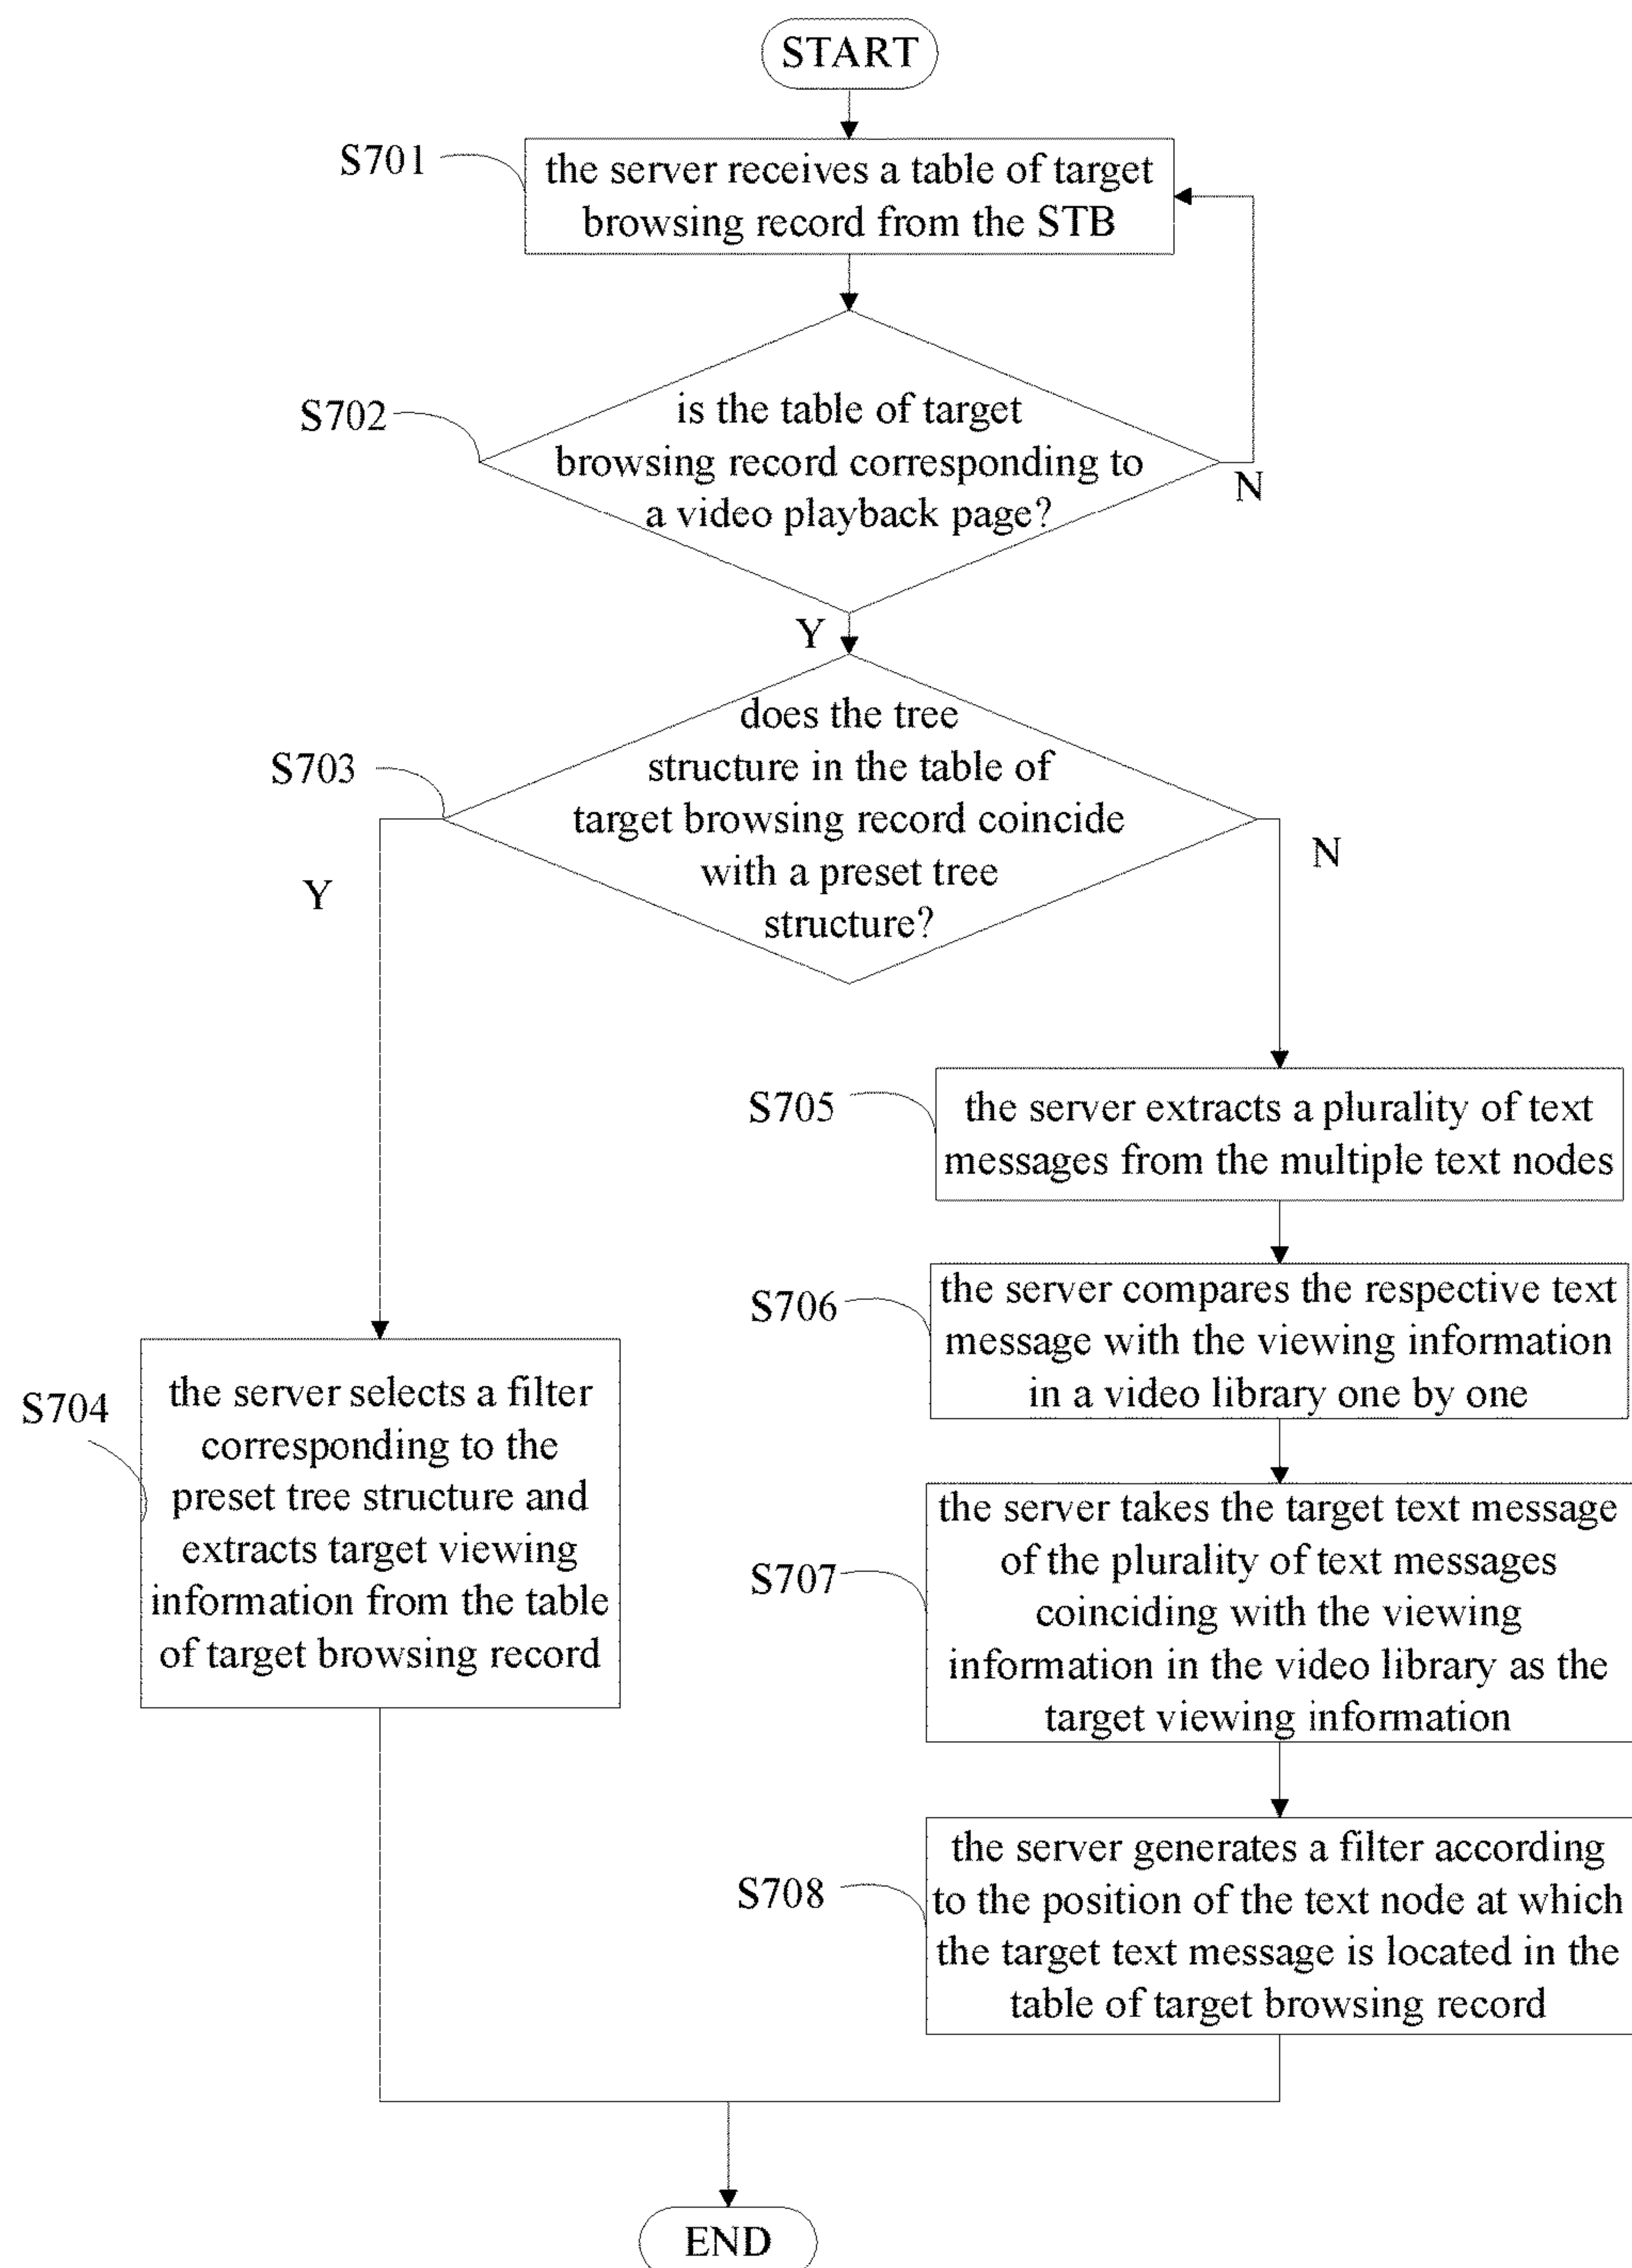 START
S701
the server receives a table of target
browsing record from the STB
S702
is the table of target
browsing record corresponding to
a video playback page?
N
Y
S703
does the tree
structure in the table of
target browsing record coincide
with a preset tree
structure?
Y
N
S704
the server selects a filter
corresponding to the
preset tree structure and
extracts target viewing
information from the table
of target browsing record
S705
the server extracts a plurality of text
messages from the multiple text nodes
S706
the server compares the respective text
message with the viewing information
in a video library one by one
S707
the server takes the target text message
of the plurality of text messages
coinciding with the viewing
information in the video library as the
target viewing information
S708
the server generates a filter according
to the position of the text node at which
the target text message is located in the
table of target browsing record
END